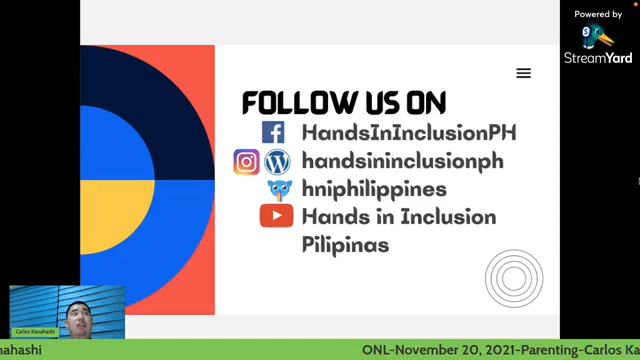 Powered by
StreamYard
FOLLOW US ON
HandsInInclusionPH
handsininclusionph
hniphilippines
Hands in Inclusion
Pilipinas
Carlos Kanahashi
nahashi
ONL-November 20, 2021-Parenting-Carlos Ka